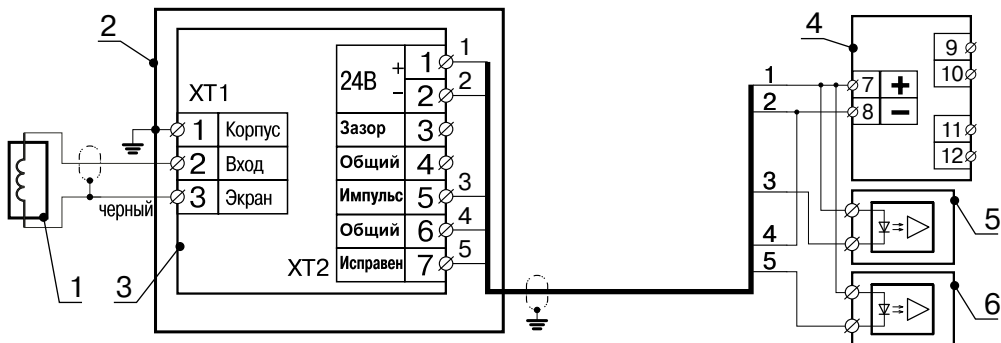 2
4
XT1
24В
+
−
1
2
1
2
1 Корпус
2 Вход
3 Экран
черный
Зазор 3
Общий 4
Импульс 5
3
Общий 6
4
XT2 Исправен 7
5
1
3
1
2
3
4
5
7 +
8 −
9
10
11
12
5
6